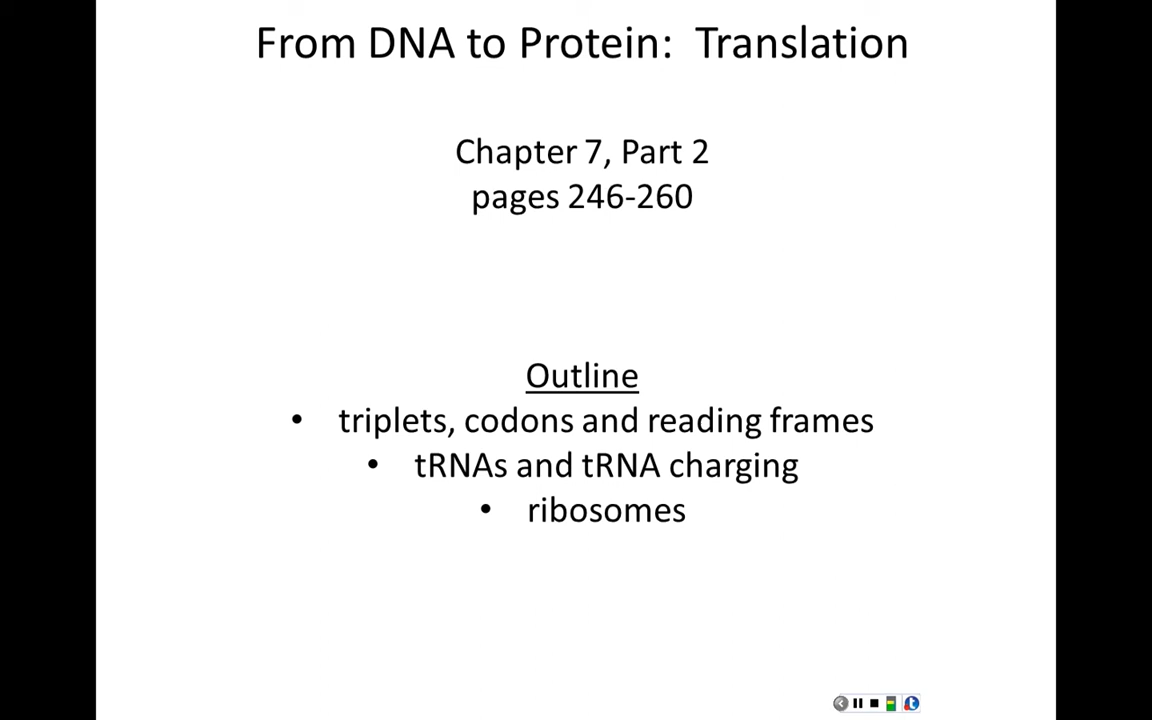 From DNA to Protein: Translation
Chapter 7, Part 2
pages 246-260
Outline
• triplets, codons and reading frames
• tRNAs and tRNA charging
• ribosomes